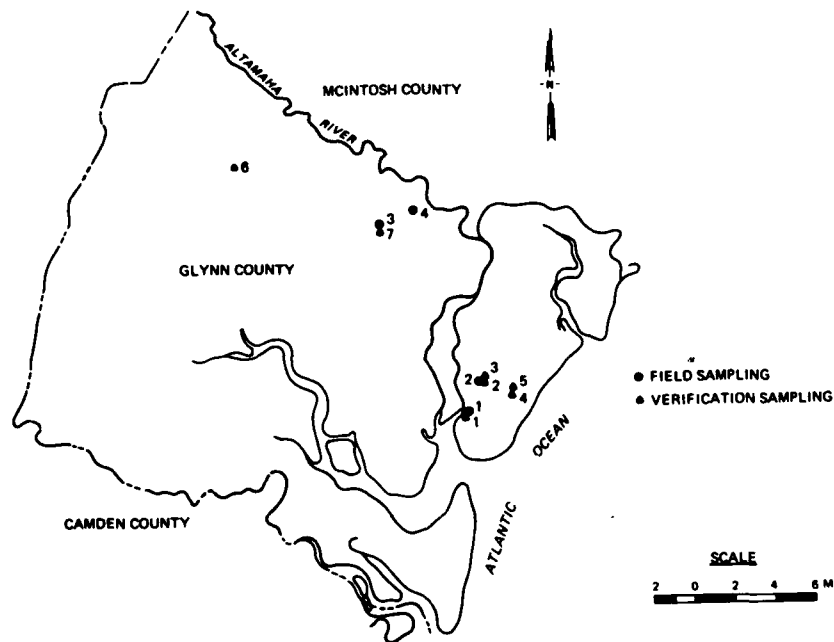 ALTAMAHA
RIVER
MCINTOSH COUNTY
N
6
4
3
7
GLYNN COUNTY
3
2
2
5
4
1
1
● FIELD SAMPLING
▲ VERIFICATION SAMPLING
OCEAN
ATLANTIC
CAMDEN COUNTY
SCALE
2 0 2 4 6 M